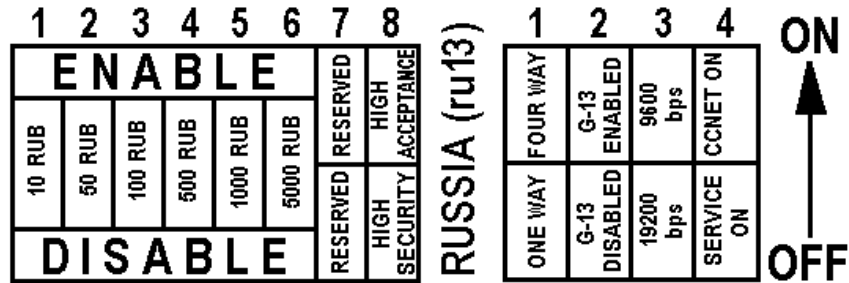 1 2 3 4 5 6 7 8
ENABLE
10 RUB
50 RUB
100 RUB
500 RUB
1000 RUB
5000 RUB
DISABLE
RESERVED
RESERVED
HIGH
ACCEPTANCE
HIGH
SECURITY
RUSSIA (ru13)
1 2 3 4
FOUR WAY
G-13
ENABLED
9600
bps
CCNET ON
ONE WAY
G-13
DISABLED
19200
bps
SERVICE
ON
ON
OFF